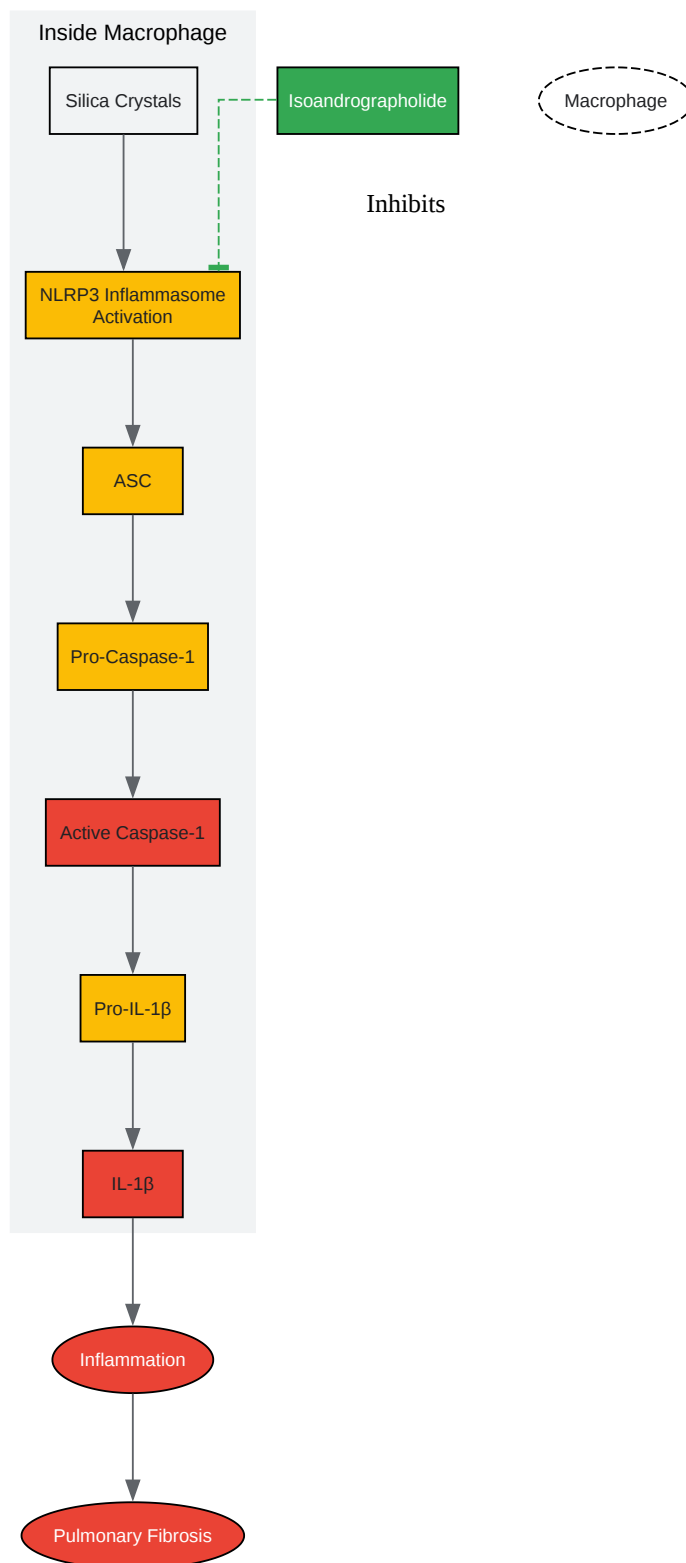 Inside Macrophage
Silica Crystals
Isoandrographolide
Macrophage
Inhibits
NLRP3 Inflammasome
Activation
ASC
Pro-Caspase-1
Active Caspase-1
Pro-IL-1β
IL-1β
Inflammation
Pulmonary Fibrosis